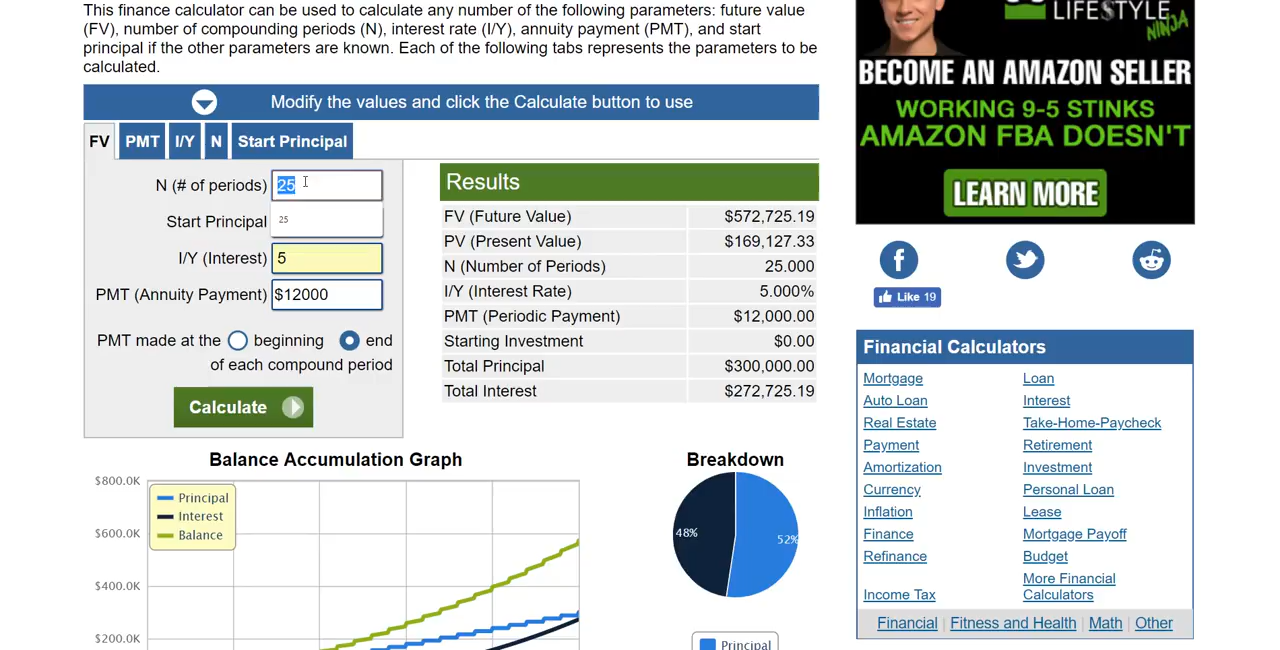 This finance calculator can be used to calculate any number of the following parameters: future value
(FV), number of compounding periods (N), interest rate (I/Y), annuity payment (PMT), and start
principal if the other parameters are known. Each of the following tabs represents the parameters to be
calculated.
Modify the values and click the Calculate button to use
FV PMT I/Y N Start Principal
N (# of periods) 25
Start Principal 25
I/Y (Interest) 5
PMT (Annuity Payment) $12000
PMT made at the beginning end
of each compound period
Calculate
Results
FV (Future Value) $572,725.19
PV (Present Value) $169,127.33
N (Number of Periods) 25.000
I/Y (Interest Rate) 5.000%
PMT (Periodic Payment) $12,000.00
Starting Investment $0.00
Total Principal $300,000.00
Total Interest $272,725.19
Balance Accumulation Graph
$800.0K
$600.0K
$400.0K
$200.0K
Principal
Interest
Balance
Breakdown
48%
52%
Principal
LIFESTYLE
NINJA
BECOME AN AMAZON SELLER
WORKING 9-5 STINKS
AMAZON FBA DOESN'T
LEARN MORE
Like 19
Financial Calculators
Mortgage Loan
Auto Loan Interest
Real Estate Take-Home-Paycheck
Payment Retirement
Amortization Investment
Currency Personal Loan
Inflation Lease
Finance Mortgage Payoff
Refinance Budget
Income Tax More Financial
Calculators
Financial | Fitness and Health | Math | Other